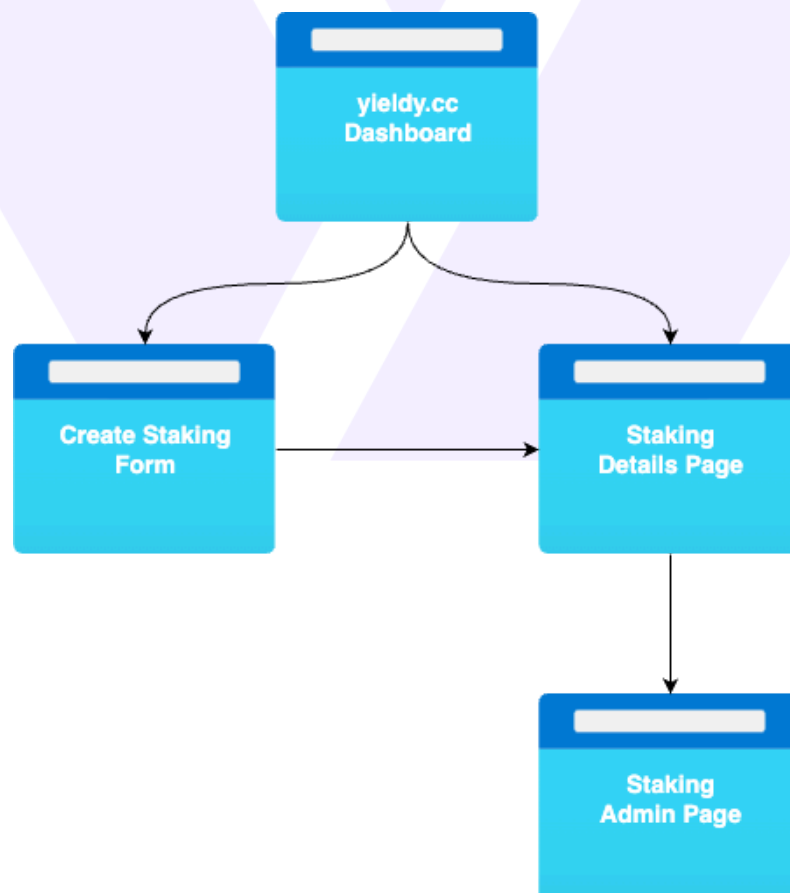 yieldy.cc
Dashboard
Create Staking
Form
Staking
Details Page
Staking
Admin Page